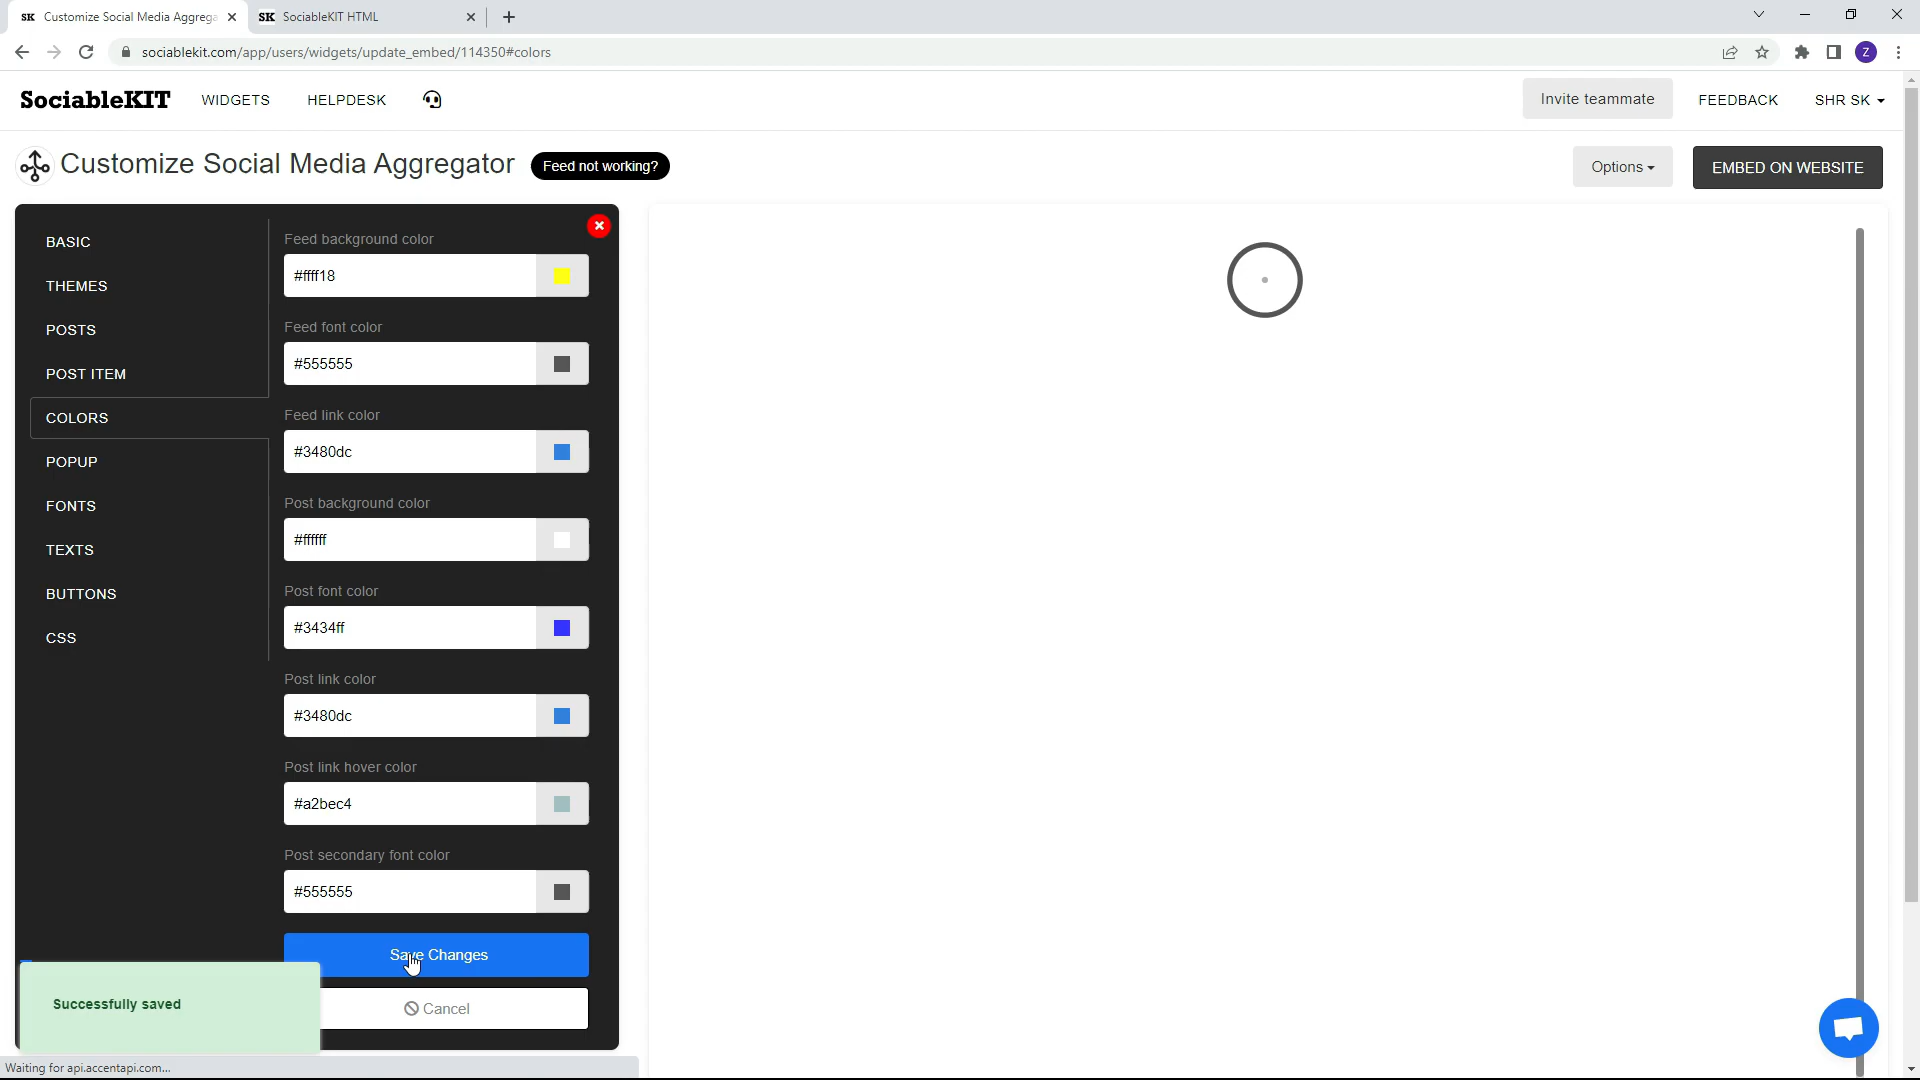 SK Customize Social Media Aggrega
SK SociableKIT HTML
sociablekit.com/app/users/widgets/update_embed/114350#colors
Z
SociableKIT
WIDGETS
HELPDESK
Invite teammate
FEEDBACK
SHR SK
Customize Social Media Aggregator
Feed not working?
Options
EMBED ON WEBSITE
BASIC
THEMES
POSTS
POST ITEM
COLORS
POPUP
FONTS
TEXTS
BUTTONS
CSS
Feed background color
#ffff18
Feed font color
#555555
Feed link color
#3480dc
Post background color
#ffffff
Post font color
#3434ff
Post link color
#3480dc
Post link hover color
#a2bec4
Post secondary font color
#555555
Save Changes
Cancel
Successfully saved
Waiting for api.accentapi.com...